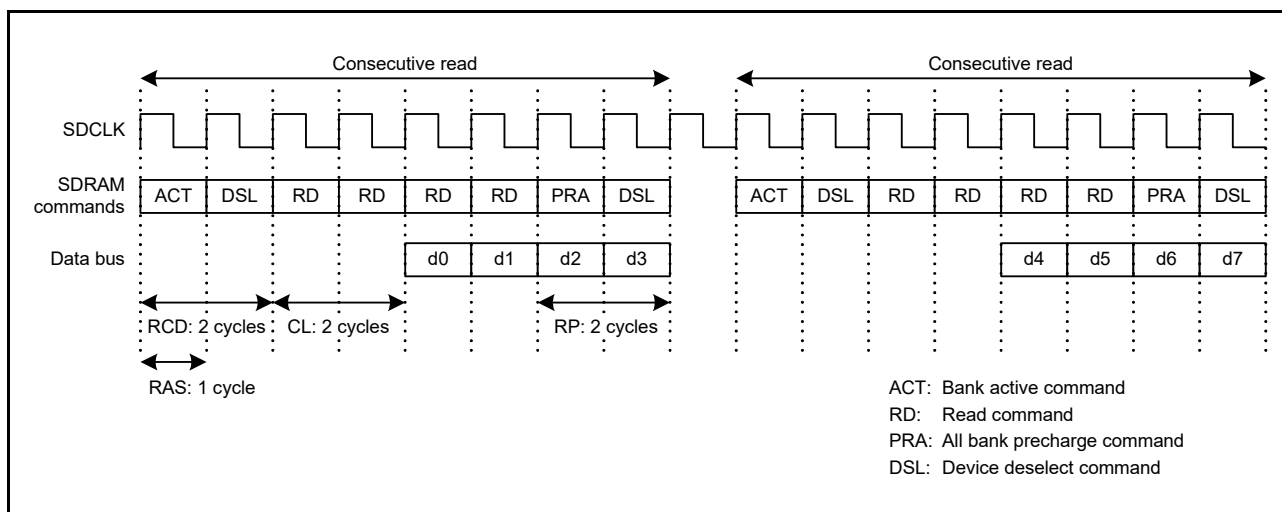 Consecutive read Consecutive read
SDCLK
SDRAM commands
ACT DSL RD RD RD RD PRA DSL ACT DSL RD RD RD RD PRA DSL
Data bus d0 d1 d2 d3 d4 d5 d6 d7
RCD: 2 cycles CL: 2 cycles RP: 2 cycles
RAS: 1 cycle
ACT: Bank active command
RD: Read command
PRA: All bank precharge command
DSL: Device deselect command